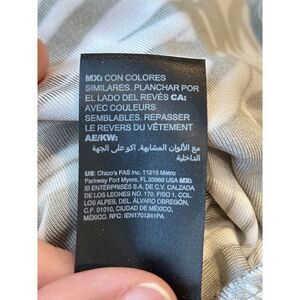 MX: CON COLORES
SIMILARES. PLANCHAR POR
EL LADO DEL REVÉS CA:
AVEC COULEURS
SEMBLABLES. REPASSER
LE REVERS DU VÊTEMENT
AE/KW:
مع الألوان المشابهة. اكو على الجهة
الداخلية
US: Chico's FAS Inc. 11215 Metro
Parkway Fort Myers, FL 33966 USA MX:
IB ENTERPRISES S.A. DE C.V. CALZADA
DE LOS LEONES NO. 170. PISO 1, COL.
LOS ALPES, DEL. ÁLVARO OBREGÓN,
C.P. 01010, CIUDAD DE MÉXICO,
MÉXICO. RFC: IEN1701241PA